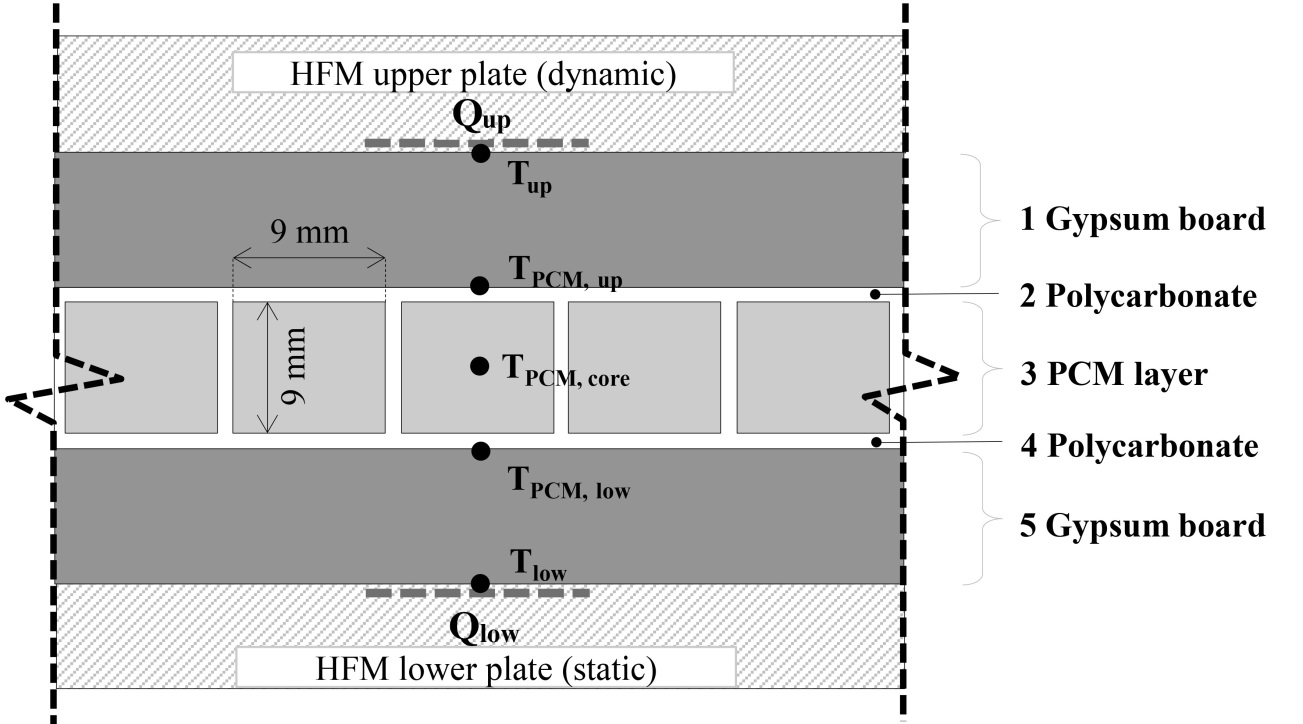 HFM upper plate (dynamic)
Qup
Tup
1 Gypsum board
9 mm
TPCM, up
2 Polycarbonate
9 mm
TPCM, core
3 PCM layer
4 Polycarbonate
TPCM, low
5 Gypsum board
Tlow
Qlow
HFM lower plate (static)